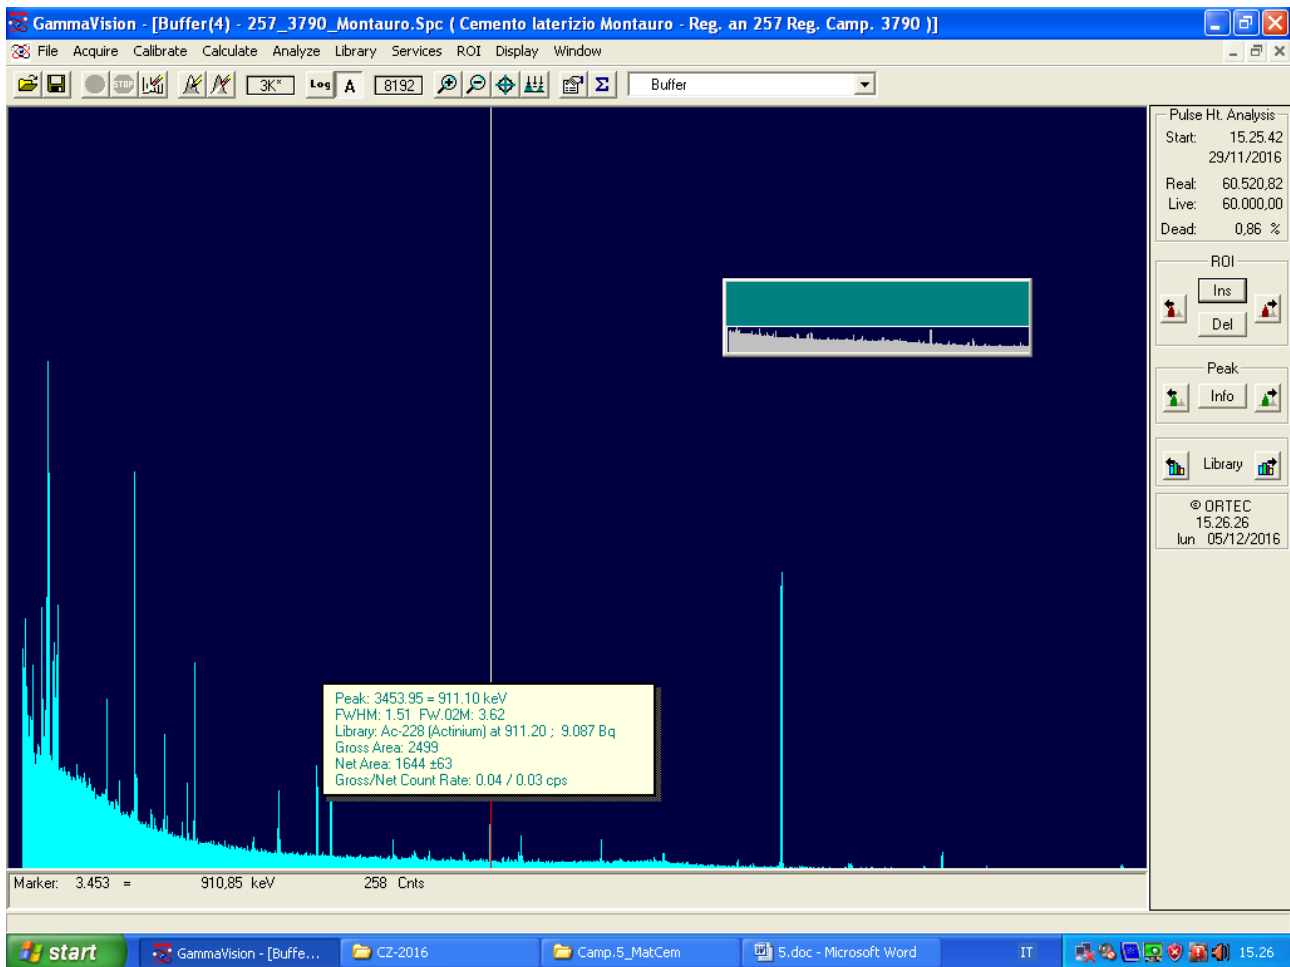 GammaVision - [Buffer(4) - 257_3790_Montauro.Spc ( Cemento laterizio Montauro - Reg. an 257 Reg. Camp. 3790 )]
File Acquire Calibrate Calculate Analyze Library Services ROI Display Window
STOP 3K* Log A 8192 Σ Buffer
Pulse Ht. Analysis
Start: 15.25.42
29/11/2016
Real: 60.520,82
Live: 60.000,00
Dead: 0,86 %
ROI
Ins
Del
Peak
Info
Library
© ORTEC
15.26.26
lun 05/12/2016
Peak: 3453.95 = 911.10 keV
FWHM: 1.51 FW.02M: 3.62
Library: Ac-228 (Actinium) at 911.20 ; 9.087 Bq
Gross Area: 2499
Net Area: 1644 ±63
Gross/Net Count Rate: 0.04 / 0.03 cps
Marker: 3.453 = 910,85 keV 258 Cnts
start GammaVision - [Buffe... CZ-2016 Camp.5_MatCem 5.doc - Microsoft Word IT 15.26